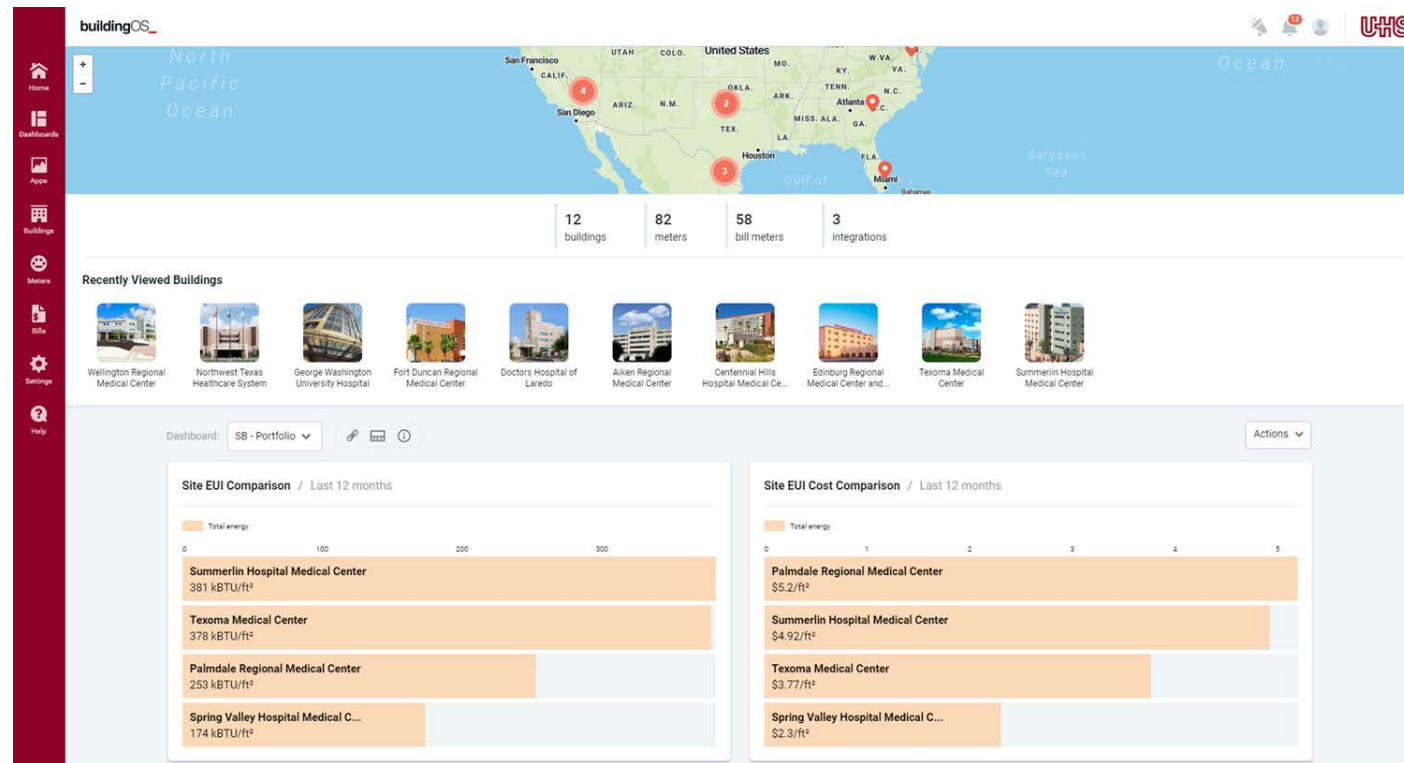 buildingOS_
12
UHS
North
Pacific
Ocean
+
-
San Francisco
CALIF.
San Diego
UTAH
COLO.
United States
MO.
W.VA.
KY.
VA.
4
ARIZ.
N.M.
OKLA.
2
ARK.
TENN.
N.C.
Atlanta
S.C.
MISS.
ALA.
GA.
TEX.
LA.
Houston
3
FLA.
Gulf of
Miami
Bahamas
Sargasso
Sea
Ocean
Home
Dashboards
Apps
Buildings
Meters
Bills
Settings
Help
12
buildings
82
meters
58
bill meters
3
integrations
Recently Viewed Buildings
Wellington Regional
Medical Center
Northwest Texas
Healthcare System
George Washington
University Hospital
Fort Duncan Regional
Medical Center
Doctors Hospital of
Laredo
Aiken Regional
Medical Center
Centennial Hills
Hospital Medical Ce...
Edinburg Regional
Medical Center and...
Texoma Medical
Center
Summerlin Hospital
Medical Center
Dashboard: SB - Portfolio
Actions
Site EUI Comparison / Last 12 months
Total energy
0 100 200 300
Summerlin Hospital Medical Center
381 kBTU/ft²
Texoma Medical Center
378 kBTU/ft²
Palmdale Regional Medical Center
253 kBTU/ft²
Spring Valley Hospital Medical C...
174 kBTU/ft²
Site EUI Cost Comparison / Last 12 months
Total energy
0 1 2 3 4 5
Palmdale Regional Medical Center
$5.2/ft²
Summerlin Hospital Medical Center
$4.92/ft²
Texoma Medical Center
$3.77/ft²
Spring Valley Hospital Medical C...
$2.3/ft²